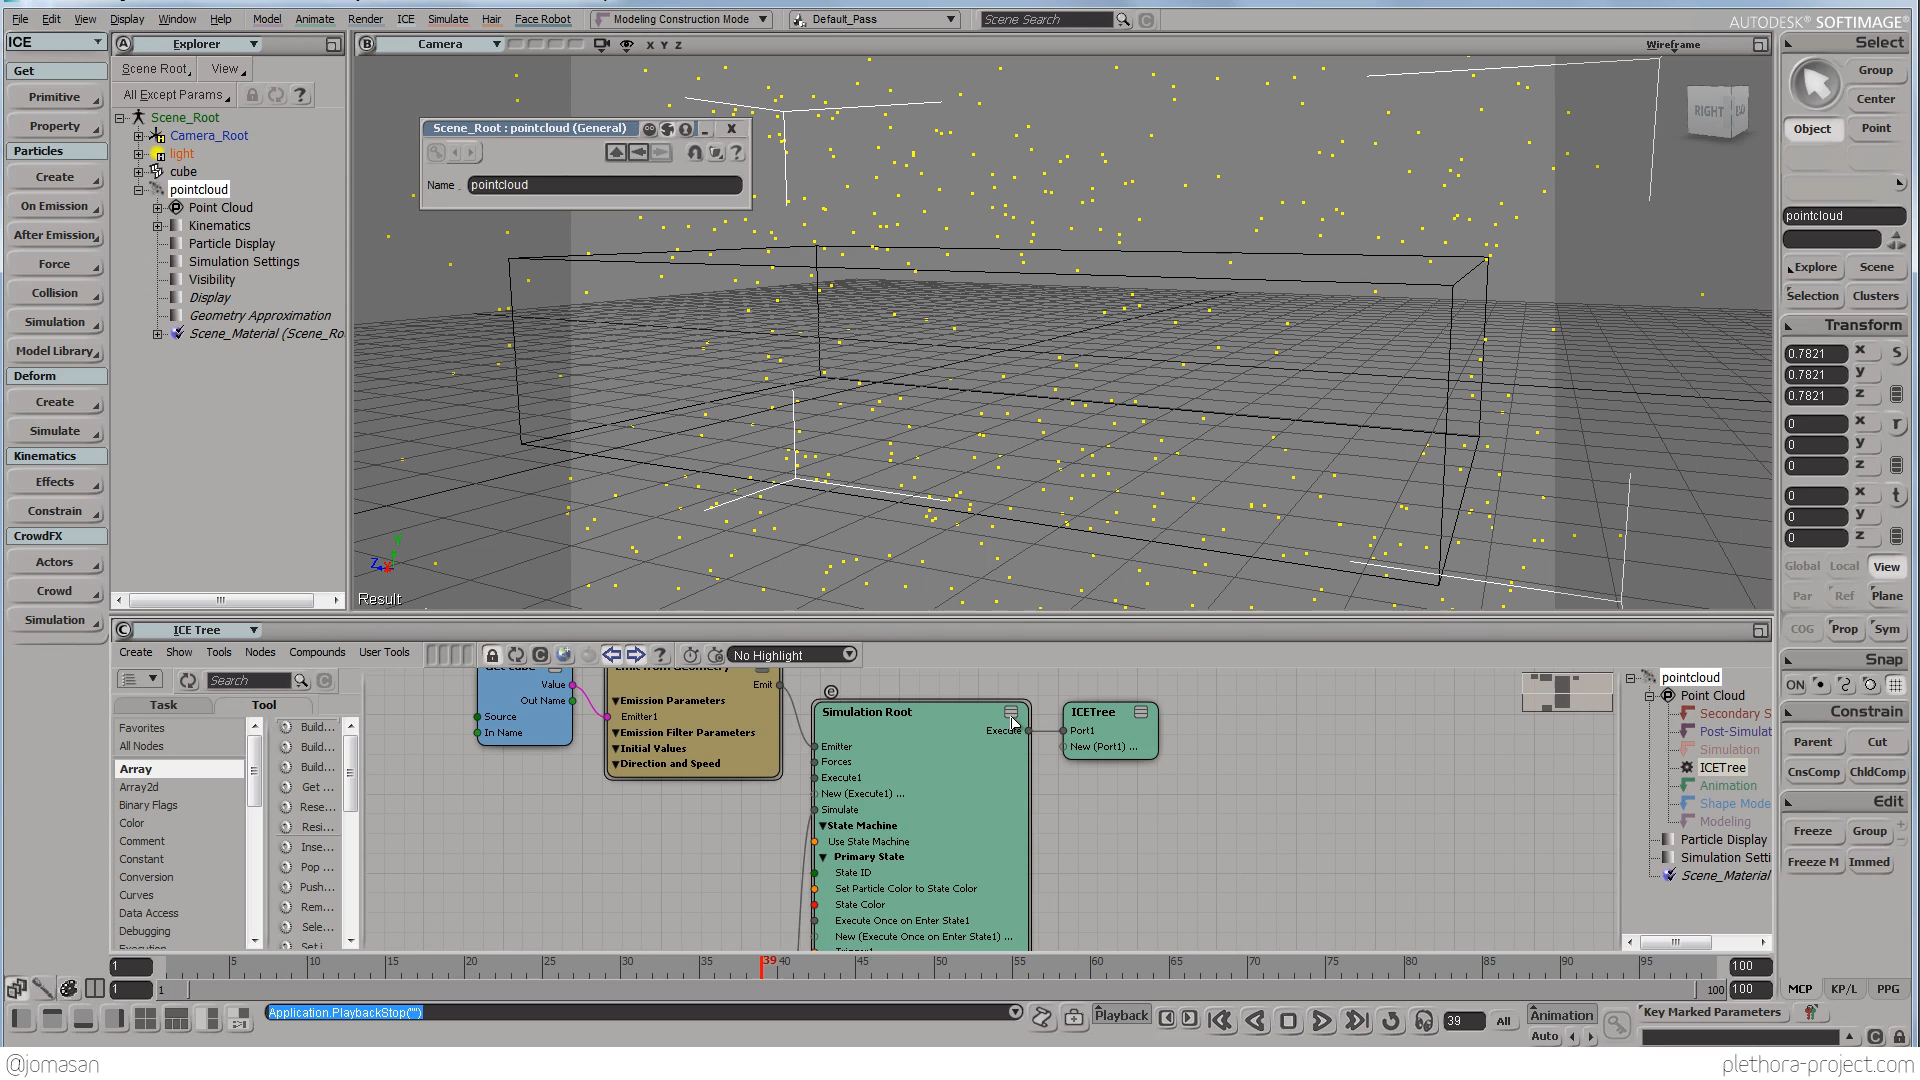 File Edit View Display Window Help Model Animate Render ICE Simulate Hair Face Robot Modeling Construction Mode Default_Pass Scene Search AUTODESK® SOFTIMAGE®
ICE
Get
Primitive
Property
Particles
Create
On Emission
After Emission
Force
Collision
Simulation
Model Library
Deform
Create
Simulate
Kinematics
Effects
Constrain
CrowdFX
Actors
Crowd
Simulation
A Explorer
Scene Root View
All Except Params ?
Scene_Root
Camera_Root
light
cube
pointcloud
Point Cloud
Kinematics
Particle Display
Simulation Settings
Visibility
Display
Geometry Approximation
Scene_Material (Scene_Ro
B Camera X Y Z Wireframe
RIGHT
Scene_Root : pointcloud (General) X
Name pointcloud
Y
Z X
Result
C ICE Tree
Create Show Tools Nodes Compounds User Tools No Highlight
Search
Task Tool
Favorites
All Nodes
Array
Array2d
Binary Flags
Color
Comment
Constant
Conversion
Curves
Data Access
Debugging
Build...
Build...
Build...
Get ...
Rese...
Resi...
Inse...
Pop ...
Push...
Rem...
Sele...
Value
Out Name
Source
In Name
Emit
Emission Parameters
Emitter1
Emission Filter Parameters
Initial Values
Direction and Speed
e
Simulation Root
Execute
Emitter
Forces
Execute1
New (Execute1) ...
Simulate
State Machine
Use State Machine
Primary State
State ID
Set Particle Color to State Color
State Color
Execute Once on Enter State1
New (Execute Once on Enter State1) ...
ICETree
Port1
New (Port1) ...
pointcloud
Point Cloud
Secondary S
Post-Simulat
Simulation
ICETree
Animation
Shape Mode
Modeling
Particle Display
Simulation Setti
Scene_Material
Select
Group
Center
Object Point
pointcloud
Explore Scene
Selection Clusters
Transform
0.7821 x s
0.7821 y
0.7821 z
0 x r
0 y
0 z
0 x t
0 y
0 z
Global Local View
Par Ref Plane
COG Prop Sym
Snap
ON
Constrain
Parent Cut
CnsComp ChldComp
Edit
Freeze Group
Freeze M Immed
1 5 10 15 20 25 30 35 39 40 45 50 55 60 65 70 75 80 85 90 95 100
1 1 100 100
MCP KP/L PPG
Application.PlaybackStop("")
Playback 39 All Animation
Auto
Key Marked Parameters
@jomasan
plethora-project.com